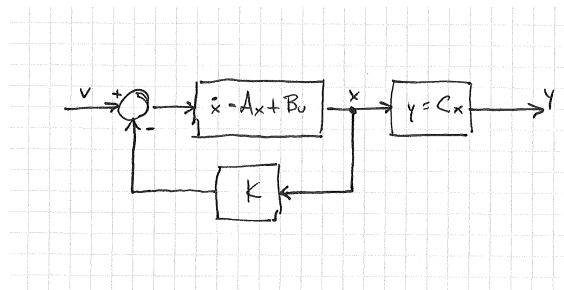 v
+
-
ẋ = Ax + Bu
x
y = Cx
y
K